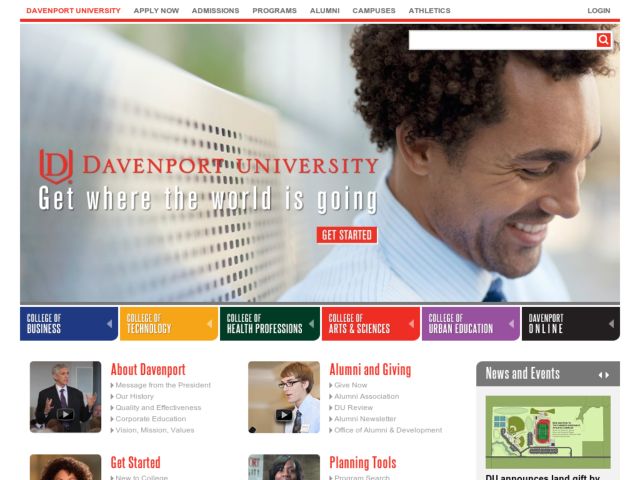 DAVENPORT UNIVERSITY APPLY NOW ADMISSIONS PROGRAMS ALUMNI CAMPUSES ATHLETICS LOGIN
DAVENPORT UNIVERSITY
Get where the world is going
GET STARTED
COLLEGE OF
BUSINESS
COLLEGE OF
TECHNOLOGY
COLLEGE OF
HEALTH PROFESSIONS
COLLEGE OF
ARTS & SCIENCES
COLLEGE OF
URBAN EDUCATION
DAVENPORT
ONLINE
About Davenport
Message from the President
Our History
Quality and Effectiveness
Corporate Education
Vision, Mission, Values
Alumni and Giving
Give Now
Alumni Association
DU Review
Alumni Newsletter
Office of Alumni & Development
News and Events
DU announces land gift by
Get Started
New to College
Planning Tools
Program Search